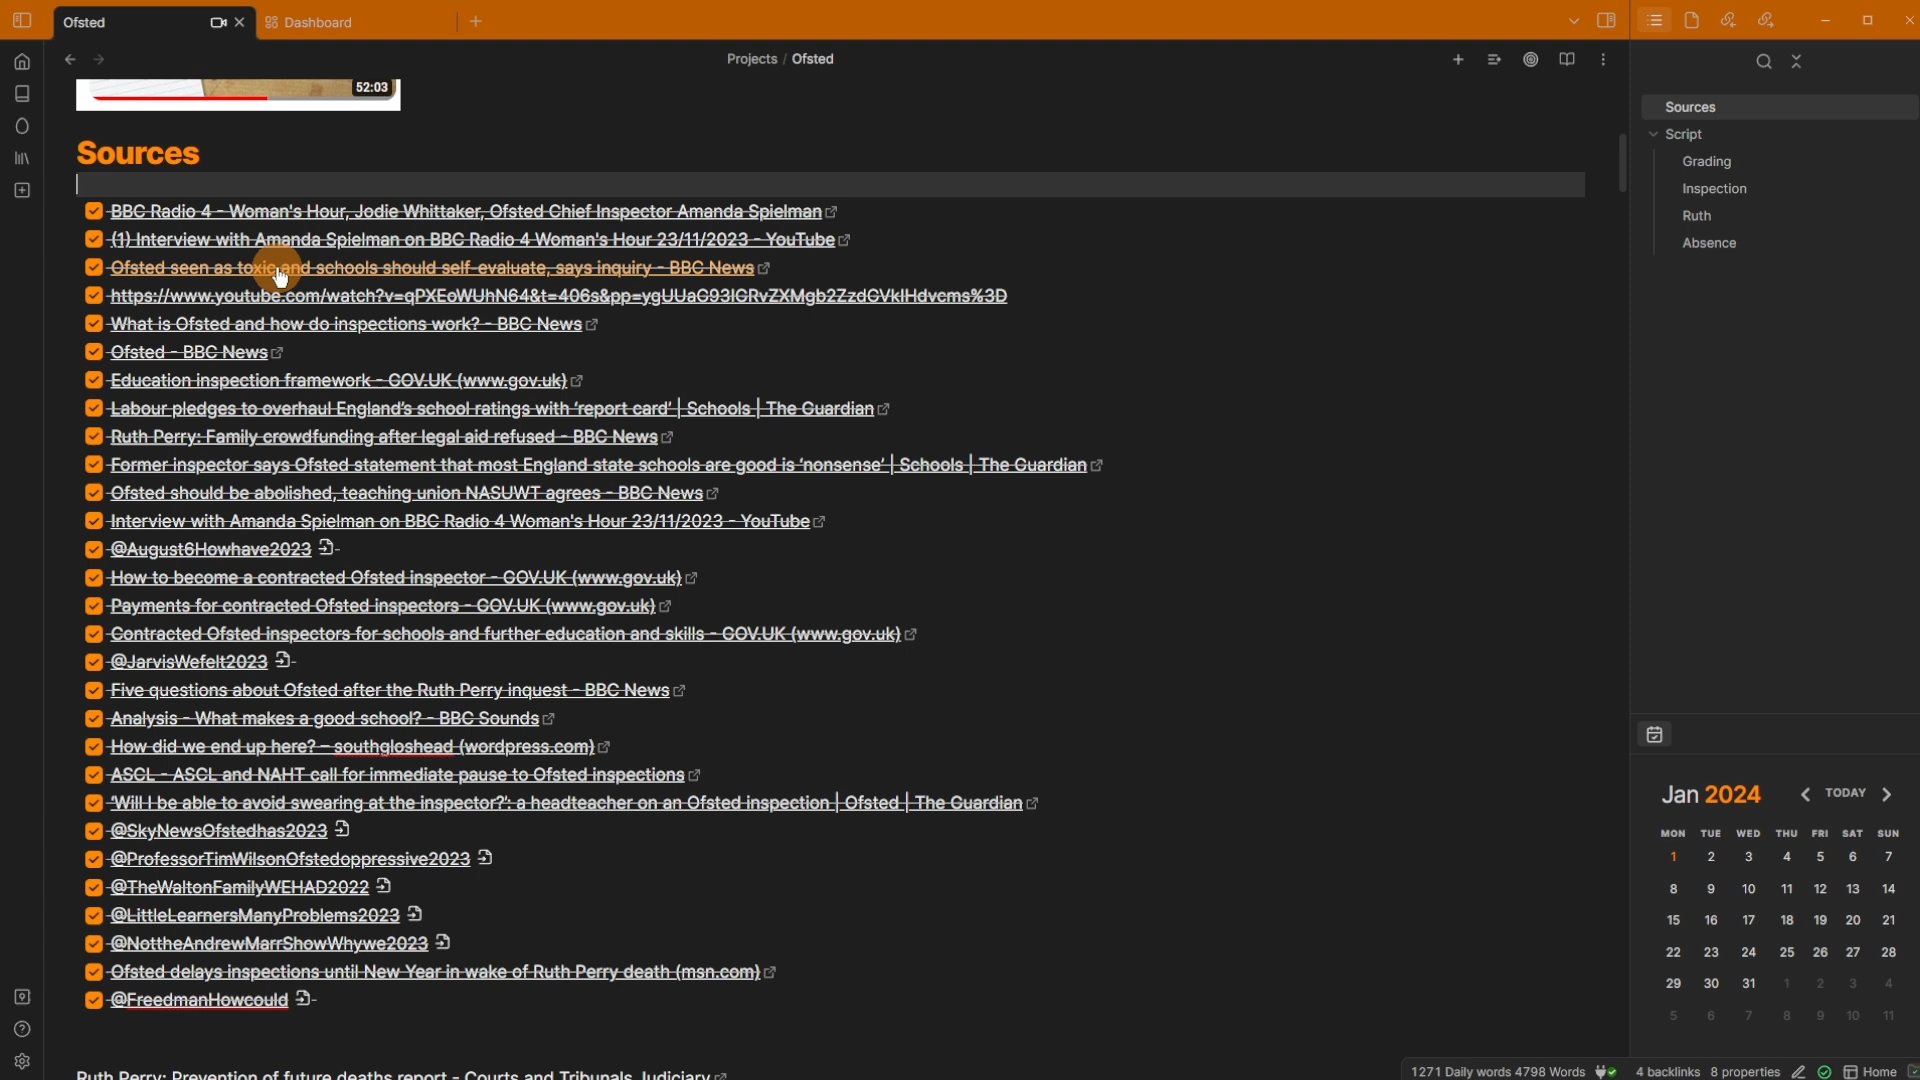 Ofsted
Dashboard
Projects / Ofsted
52:03
Sources
BBC Radio 4 - Woman's Hour, Jodie Whittaker, Ofsted Chief Inspector Amanda Spielman
(1) Interview with Amanda Spielman on BBC Radio 4 Woman's Hour 23/11/2023 - YouTube
Ofsted seen as toxic and schools should self-evaluate, says inquiry - BBC News
What is Ofsted and how do inspections work? - BBC News
Ofsted - BBC News
Education inspection framework - GOV.UK (www.gov.uk)
Labour pledges to overhaul England's school ratings with 'report card' | Schools | The Guardian
Ruth Perry: Family crowdfunding after legal aid refused - BBC News
Former inspector says Ofsted statement that most England state schools are good is 'nonsense' | Schools | The Guardian
Ofsted should be abolished, teaching union NASUWT agrees - BBC News
Interview with Amanda Spielman on BBC Radio 4 Woman's Hour 23/11/2023 - YouTube
@August6Howhave2023
How to become a contracted Ofsted inspector - GOV.UK (www.gov.uk)
Payments for contracted Ofsted inspectors - GOV.UK (www.gov.uk)
Contracted Ofsted inspectors for schools and further education and skills - GOV.UK (www.gov.uk)
@JarvisWefelt2023
Five questions about Ofsted after the Ruth Perry inquest - BBC News
Analysis - What makes a good school? - BBC Sounds
How did we end up here? – southgloshead (wordpress.com)
ASCL - ASCL and NAHT call for immediate pause to Ofsted inspections
'Will I be able to avoid swearing at the inspector?': a headteacher on an Ofsted inspection | Ofsted | The Guardian
@SkyNewsOfstedhas2023
@ProfessorTimWilsonOfstedoppressive2023
@TheWaltonFamilyWEHAD2022
@LittleLearnersManyProblems2023
@NottheAndrewMarrShowWhywe2023
Ofsted delays inspections until New Year in wake of Ruth Perry death (msn.com)
@FreedmanHowcould
Ruth Perry: Prevention of future deaths report - Courts and Tribunals Judiciary
Sources
Script
Grading
Inspection
Ruth
Absence
Jan 2024
TODAY
MON TUE WED THU FRI SAT SUN
1 2 3 4 5 6 7
8 9 10 11 12 13 14
15 16 17 18 19 20 21
22 23 24 25 26 27 28
29 30 31 1 2 3 4
5 6 7 8 9 10 11
1271 Daily words 4798 Words 4 backlinks 8 properties Home